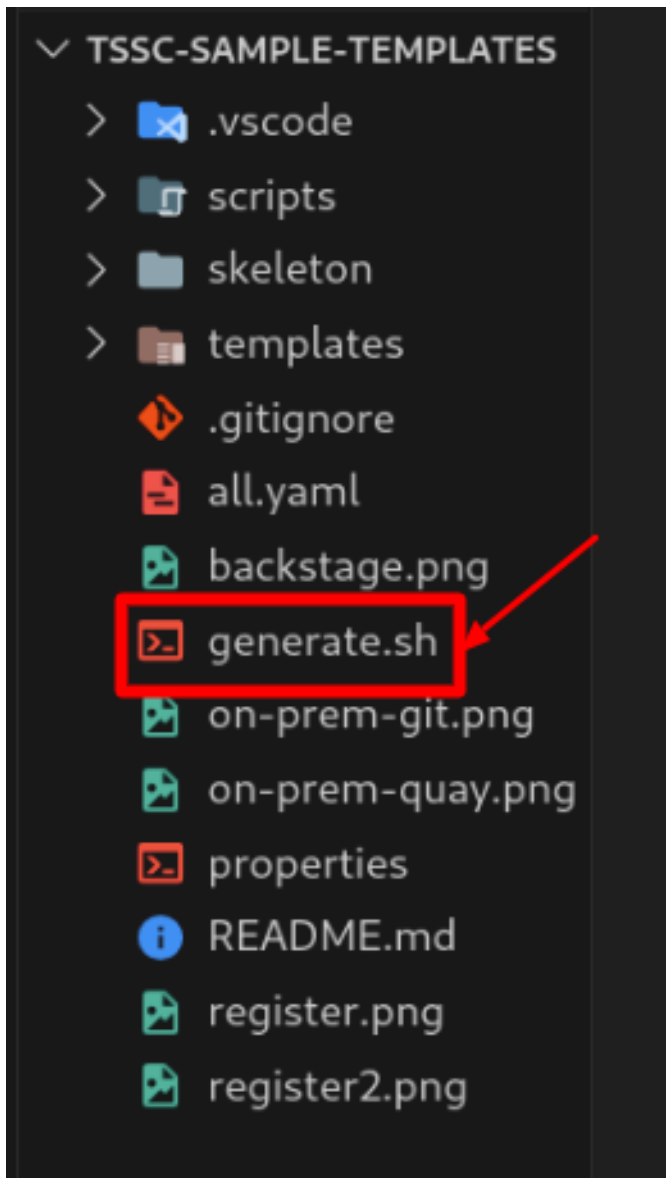 TSSC-SAMPLE-TEMPLATES
.vscode
scripts
skeleton
templates
.gitignore
all.yaml
backstage.png
generate.sh
on-prem-git.png
on-prem-quay.png
properties
README.md
register.png
register2.png